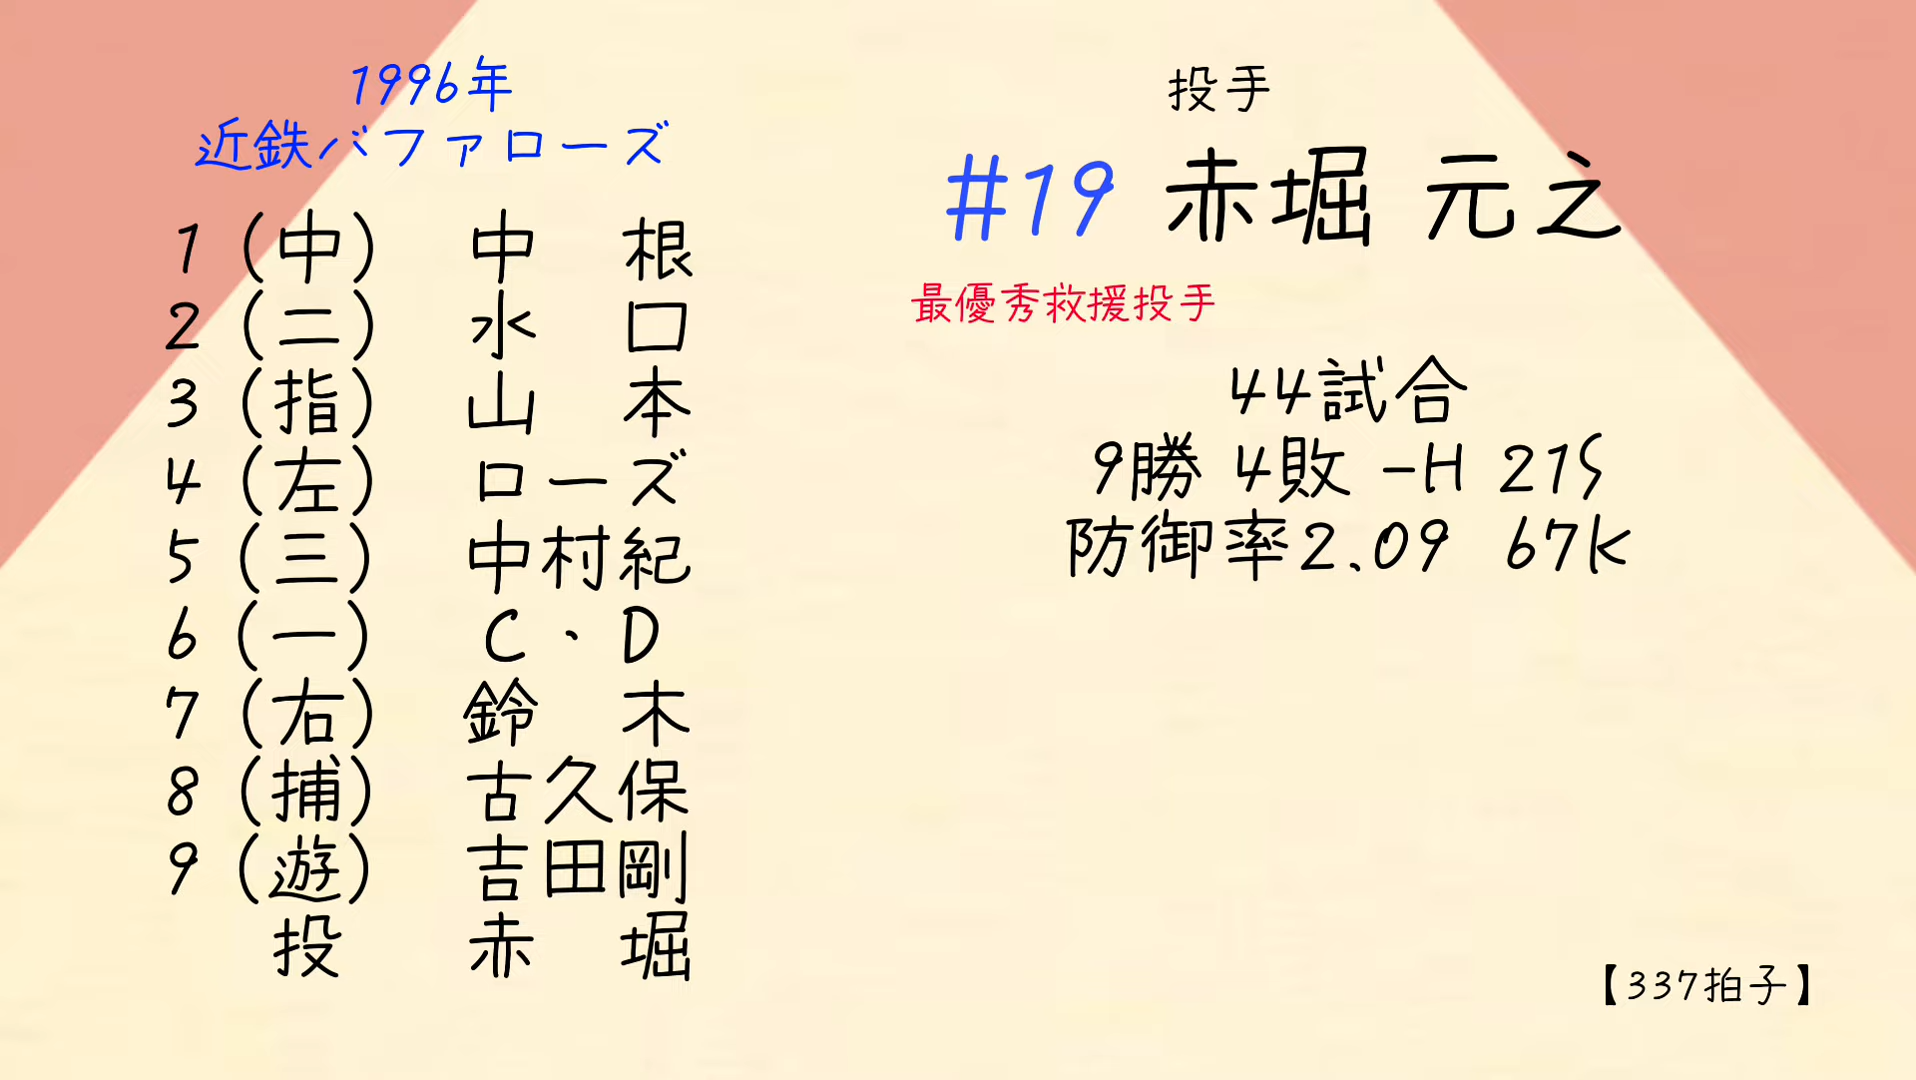 1996年
近鉄バファローズ
1 (中) 中 根
2 (二) 水 口
3 (指) 山 本
4 (左) ローズ
5 (三) 中村紀
6 (一) C・D
7 (右) 鈴 木
8 (捕) 古久保
9 (遊) 吉田剛
投 赤 堀
投手
#19 赤堀 元之
最優秀救援投手
44試合
9勝 4敗 -H 21S
防御率2.09 67K
【337拍子】